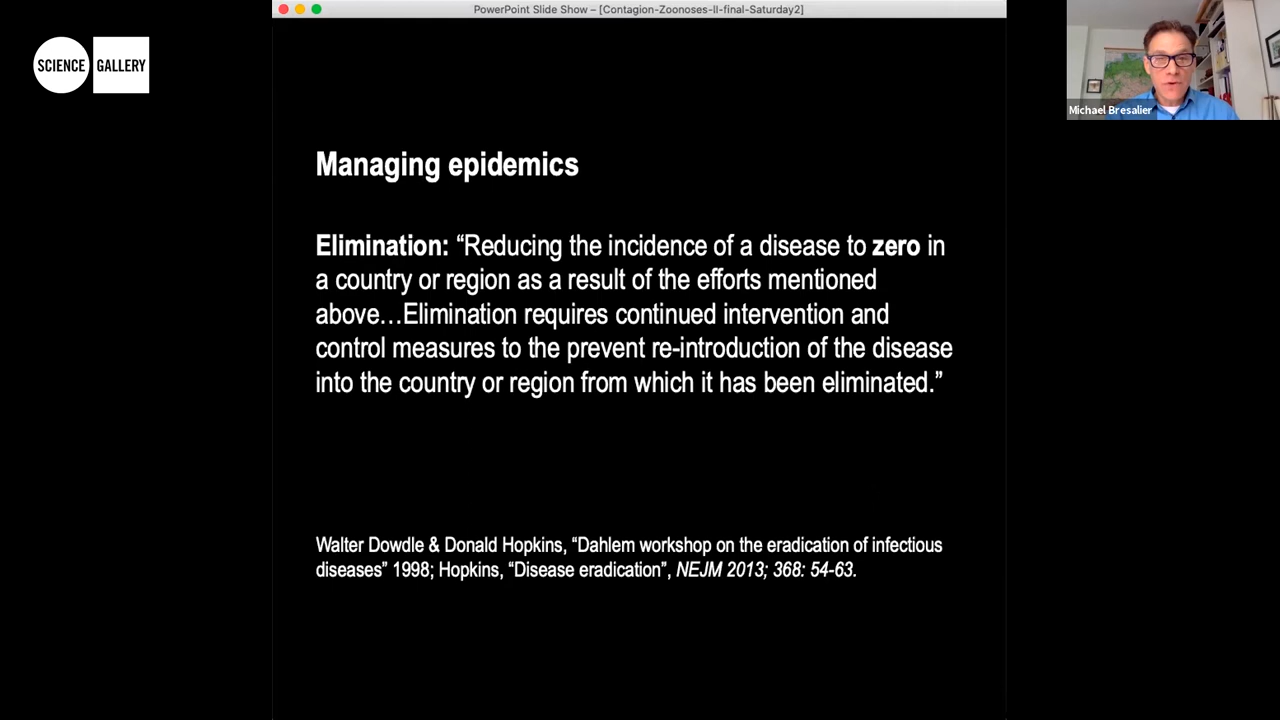 PowerPoint Slide Show – [Contagion-Zoonoses-II-final-Saturday2]
SCIENCE GALLERY
Michael Bresalier
Managing epidemics
Elimination: “Reducing the incidence of a disease to zero in
a country or region as a result of the efforts mentioned
above…Elimination requires continued intervention and
control measures to the prevent re-introduction of the disease
into the country or region from which it has been eliminated.”
Walter Dowdle & Donald Hopkins, “Dahlem workshop on the eradication of infectious
diseases” 1998; Hopkins, “Disease eradication”, NEJM 2013; 368: 54-63.